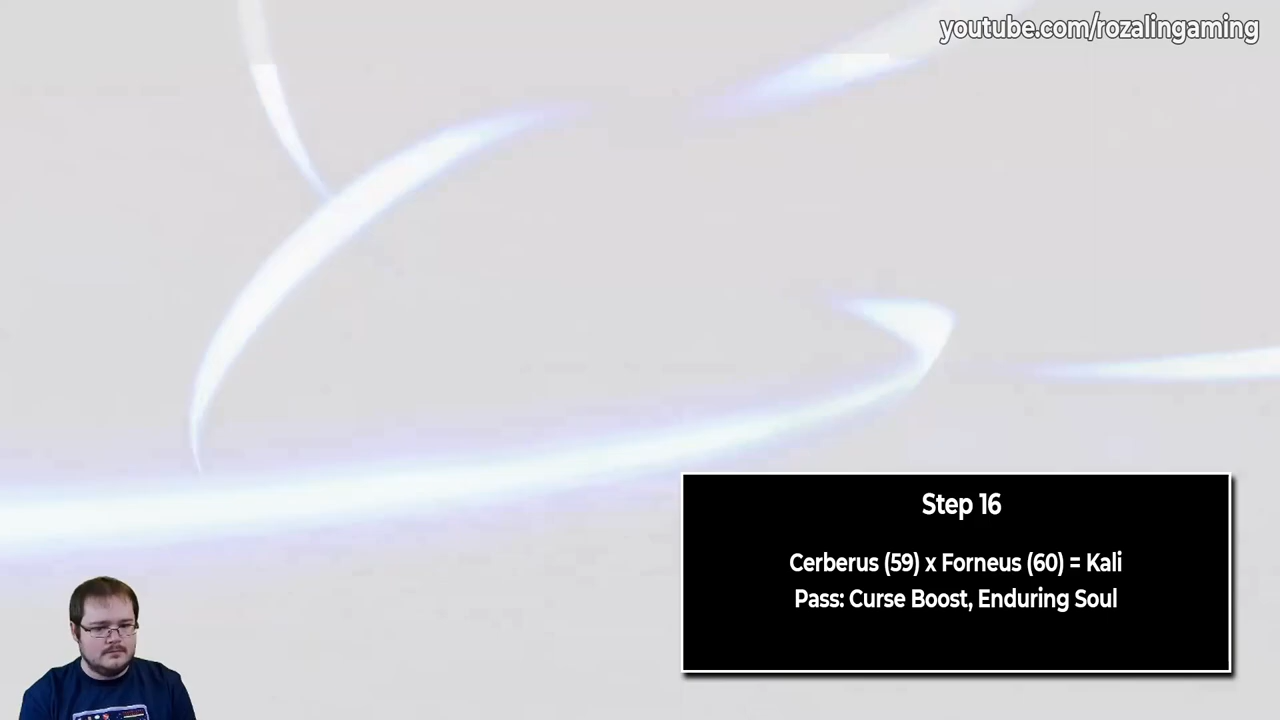 youtube.com/rozalingaming
Step 16
Cerberus (59) x Forneus (60) = Kali
Pass: Curse Boost, Enduring Soul